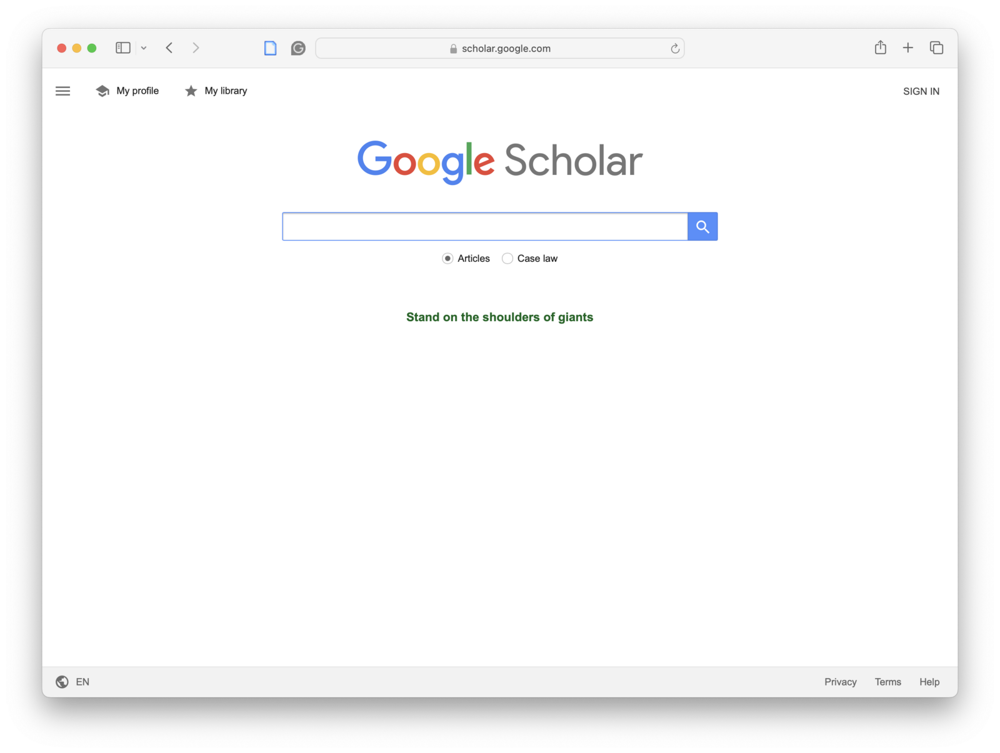 scholar.google.com
My profile My library SIGN IN
Google Scholar
Articles Case law
Stand on the shoulders of giants
EN Privacy Terms Help